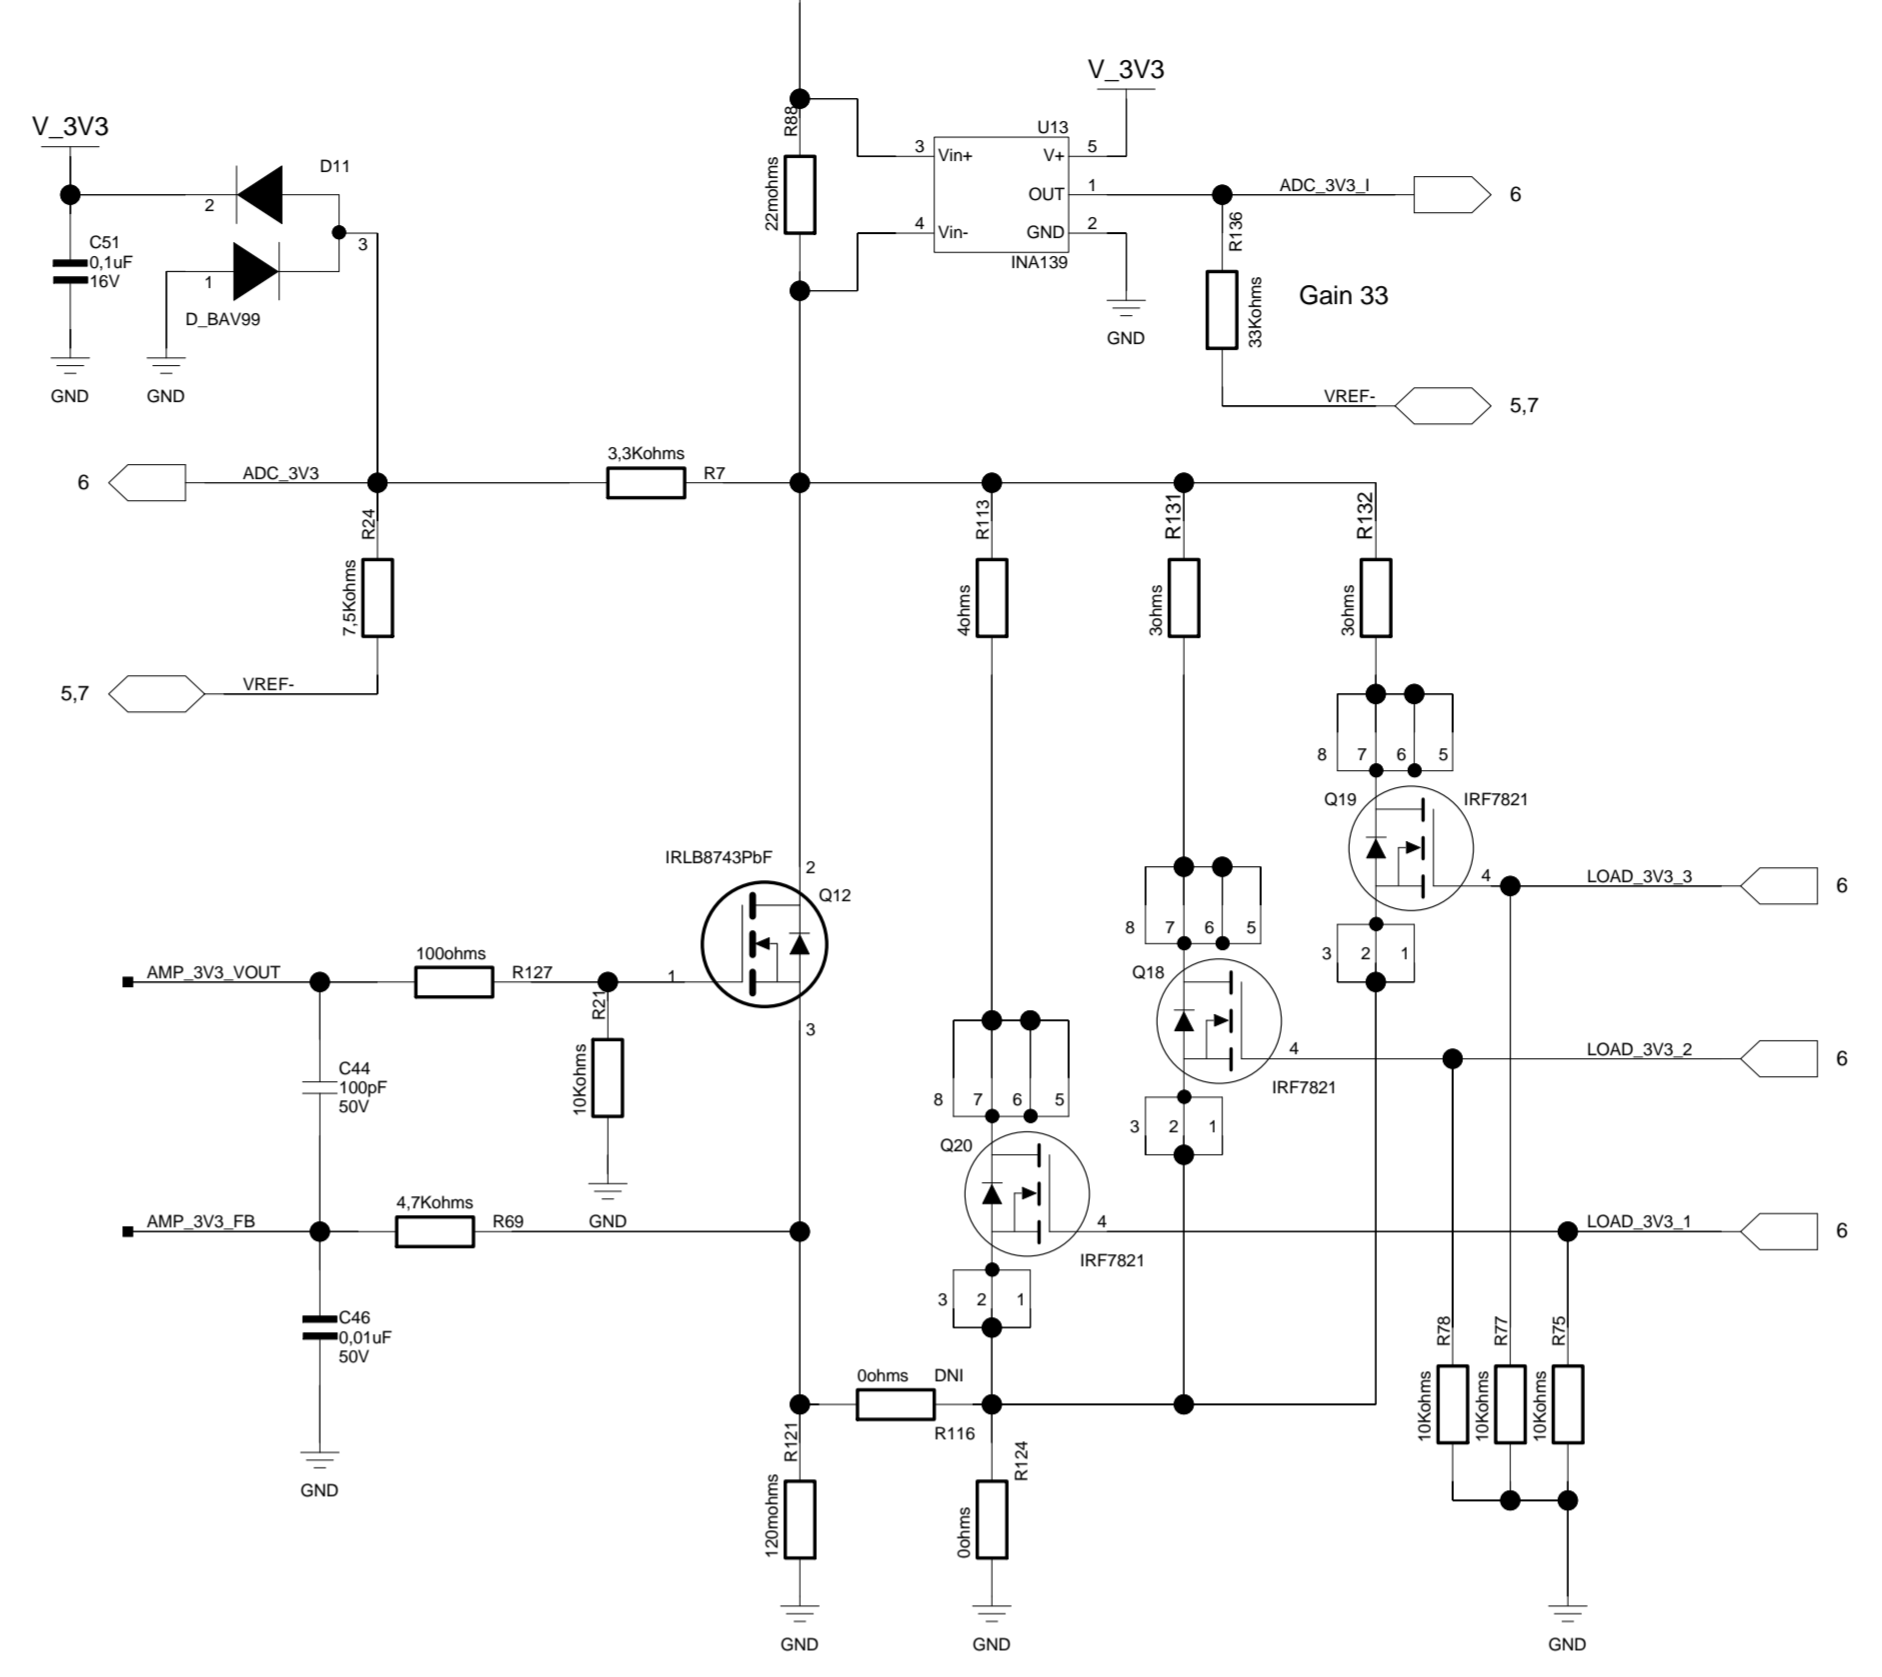 V_3V3
V_3V3
R88
22mohms
U13
3
Vin+
V+
5
OUT
1
ADC_3V3_I
6
4
Vin-
GND
2
INA139
R136
33Kohms
Gain 33
GND
VREF-
5,7
D11
2
3
1
D_BAV99
C51
0,1uF
16V
GND
GND
6
ADC_3V3
3,3Kohms
R7
R24
7,5Kohms
5,7
VREF-
R113
4ohms
R131
3ohms
R132
3ohms
8
7
6
5
Q19
IRF7821
4
LOAD_3V3_3
6
3
2
1
IRLB8743PbF
2
Q12
1
3
AMP_3V3_VOUT
100ohms
R127
R21
10Kohms
GND
C44
100pF
50V
8
7
6
5
Q18
4
IRF7821
LOAD_3V3_2
6
3
2
1
8
7
6
5
Q20
4
IRF7821
LOAD_3V3_1
6
3
2
1
AMP_3V3_FB
4,7Kohms
R69
C46
0,01uF
50V
GND
0ohms
DNI
R116
R121
120mohms
GND
R124
0ohms
GND
R78
10Kohms
R77
10Kohms
R75
10Kohms
GND